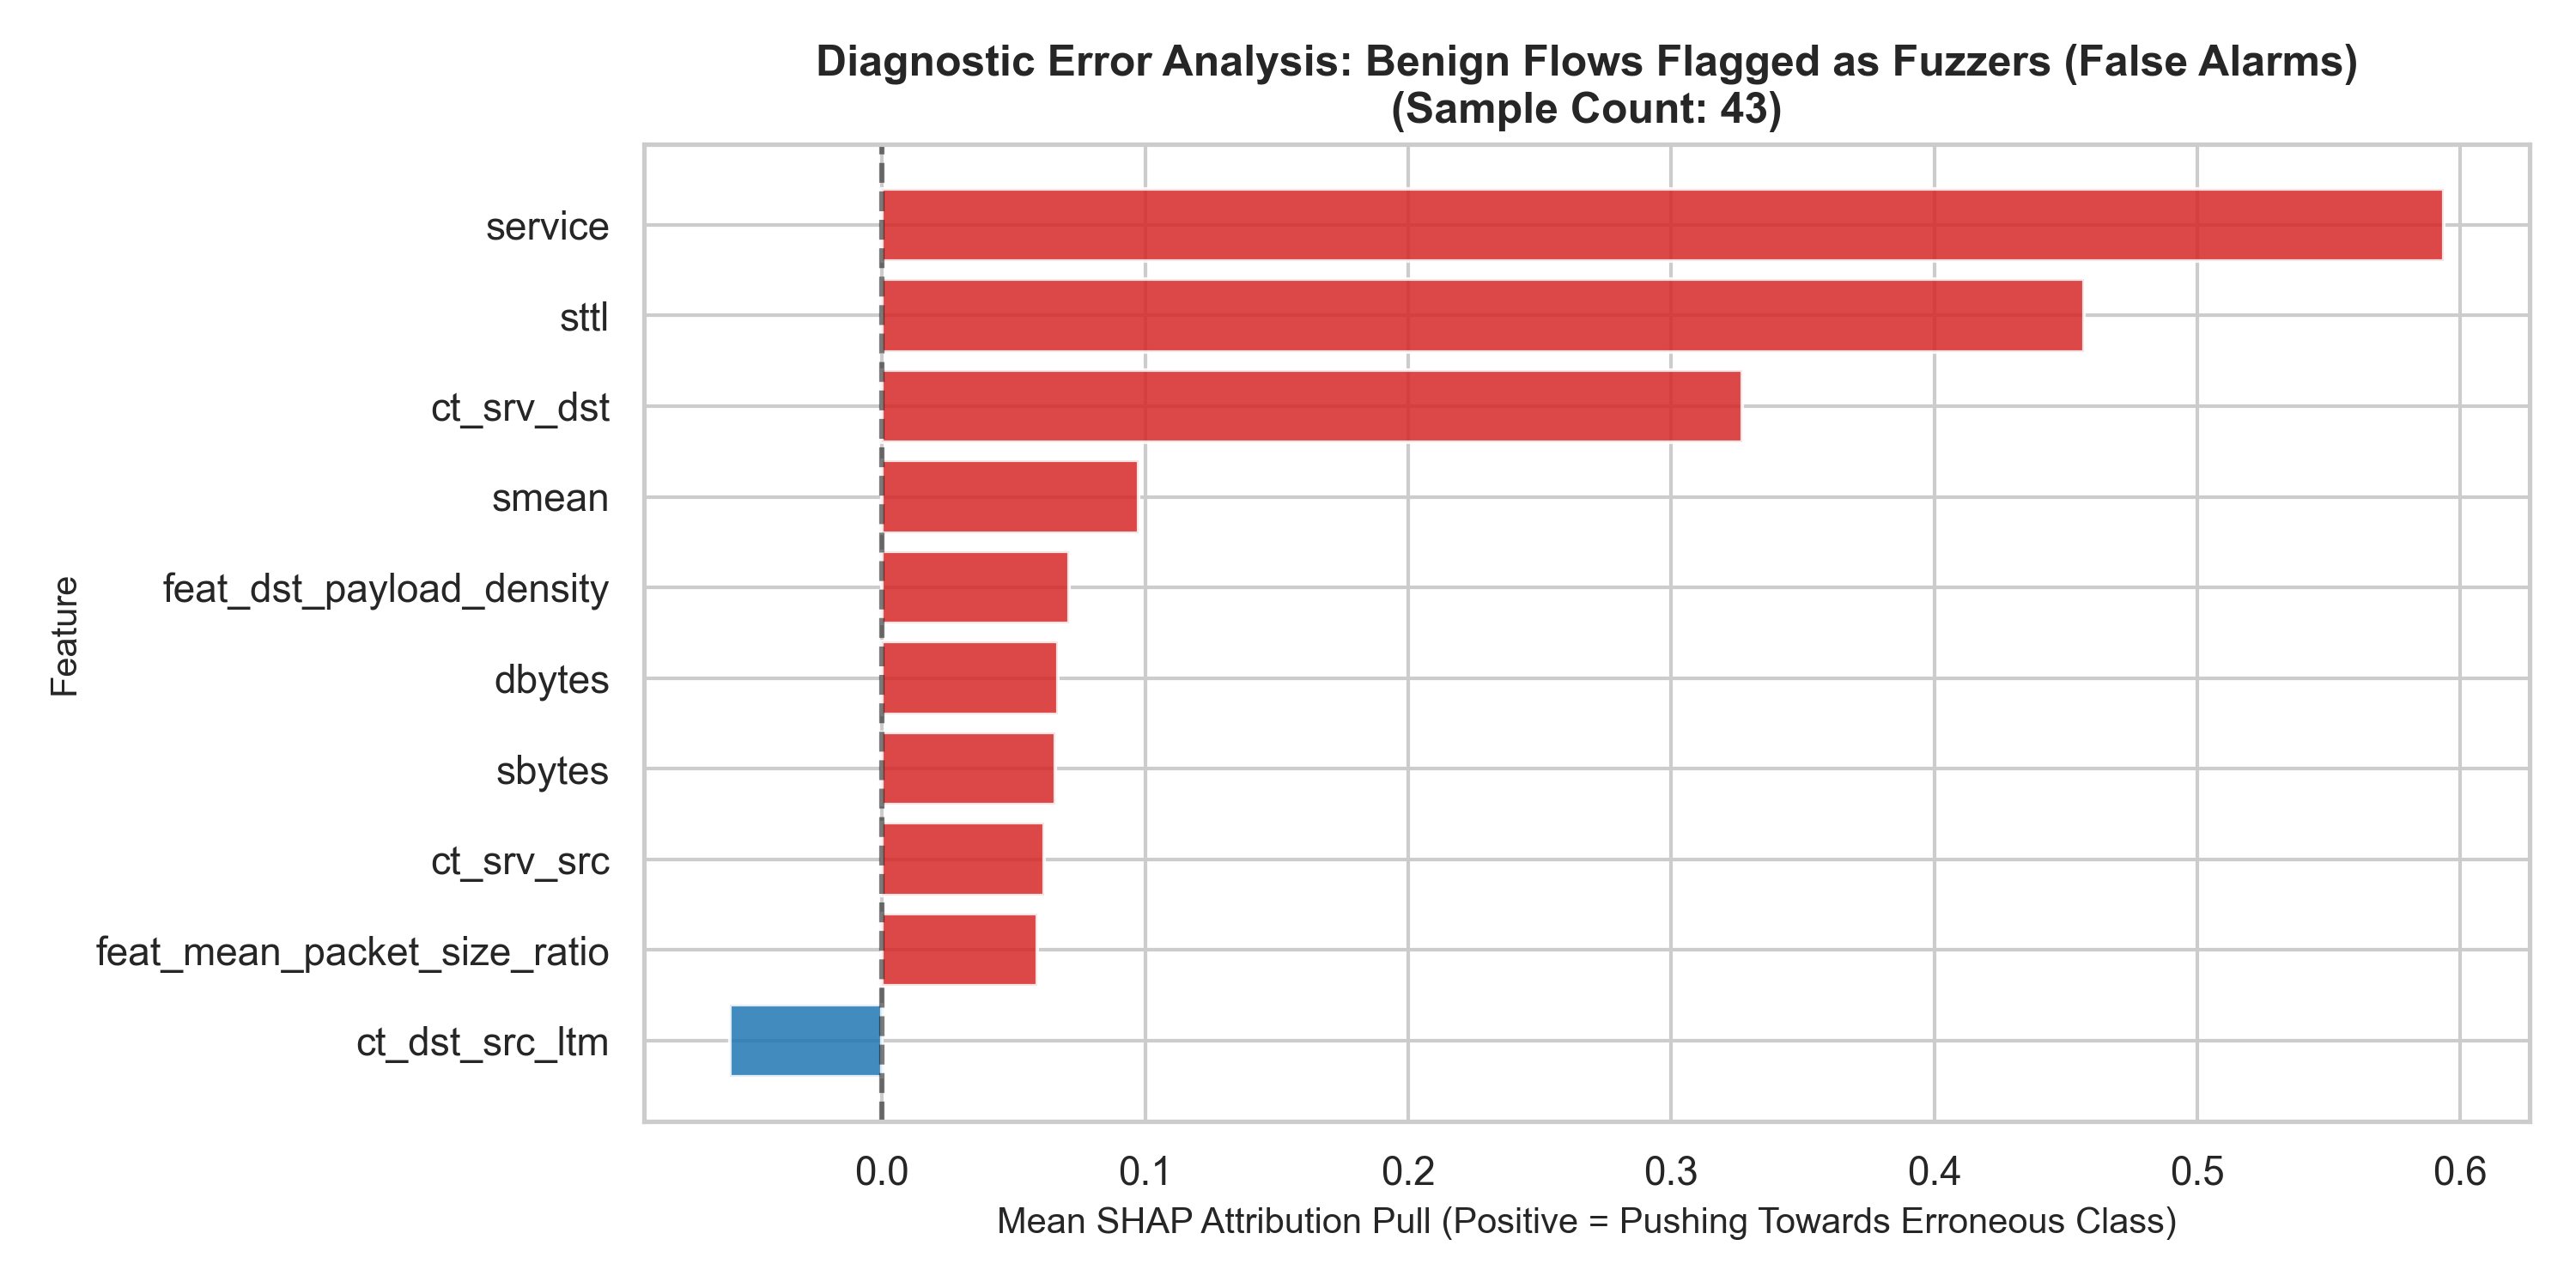 Diagnostic Error Analysis: Benign Flows Flagged as Fuzzers (False Alarms)
(Sample Count: 43)
Feature
service
sttl
ct_srv_dst
smean
feat_dst_payload_density
dbytes
sbytes
ct_srv_src
feat_mean_packet_size_ratio
ct_dst_src_ltm
0.0 0.1 0.2 0.3 0.4 0.5 0.6
Mean SHAP Attribution Pull (Positive = Pushing Towards Erroneous Class)